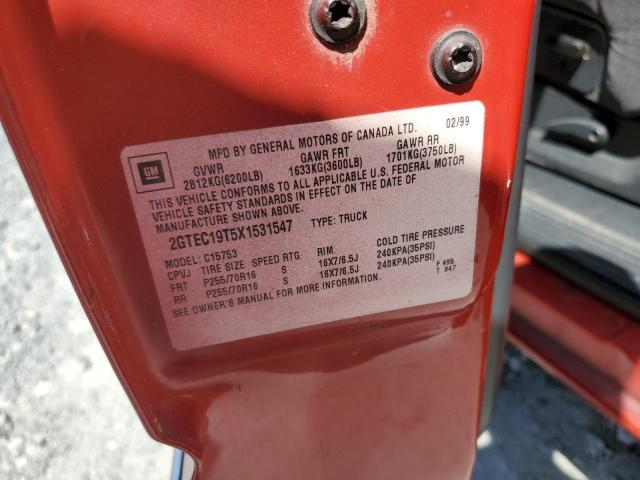 MFD BY GENERAL MOTORS OF CANADA LTD. 02/99
GVWR GAWR FRT GAWR RR
2812KG(6200LB) 1633KG(3600LB) 1701KG(3750LB)
GM
THIS VEHICLE CONFORMS TO ALL APPLICABLE U.S. FEDERAL MOTOR
VEHICLE SAFETY STANDARDS IN EFFECT ON THE DATE OF
MANUFACTURE SHOWN ABOVE.
2GTEC19T5X1531547 TYPE: TRUCK
MODEL: C15753
CPVJ TIRE SIZE SPEED RTG RIM COLD TIRE PRESSURE
FRT P255/70R16 S 16X7/6.5J 240KPA(35PSI)
RR P255/70R16 S 16X7/6.5J 240KPA(35PSI)
SEE OWNER'S MANUAL FOR MORE INFORMATION.
F 495
T 947